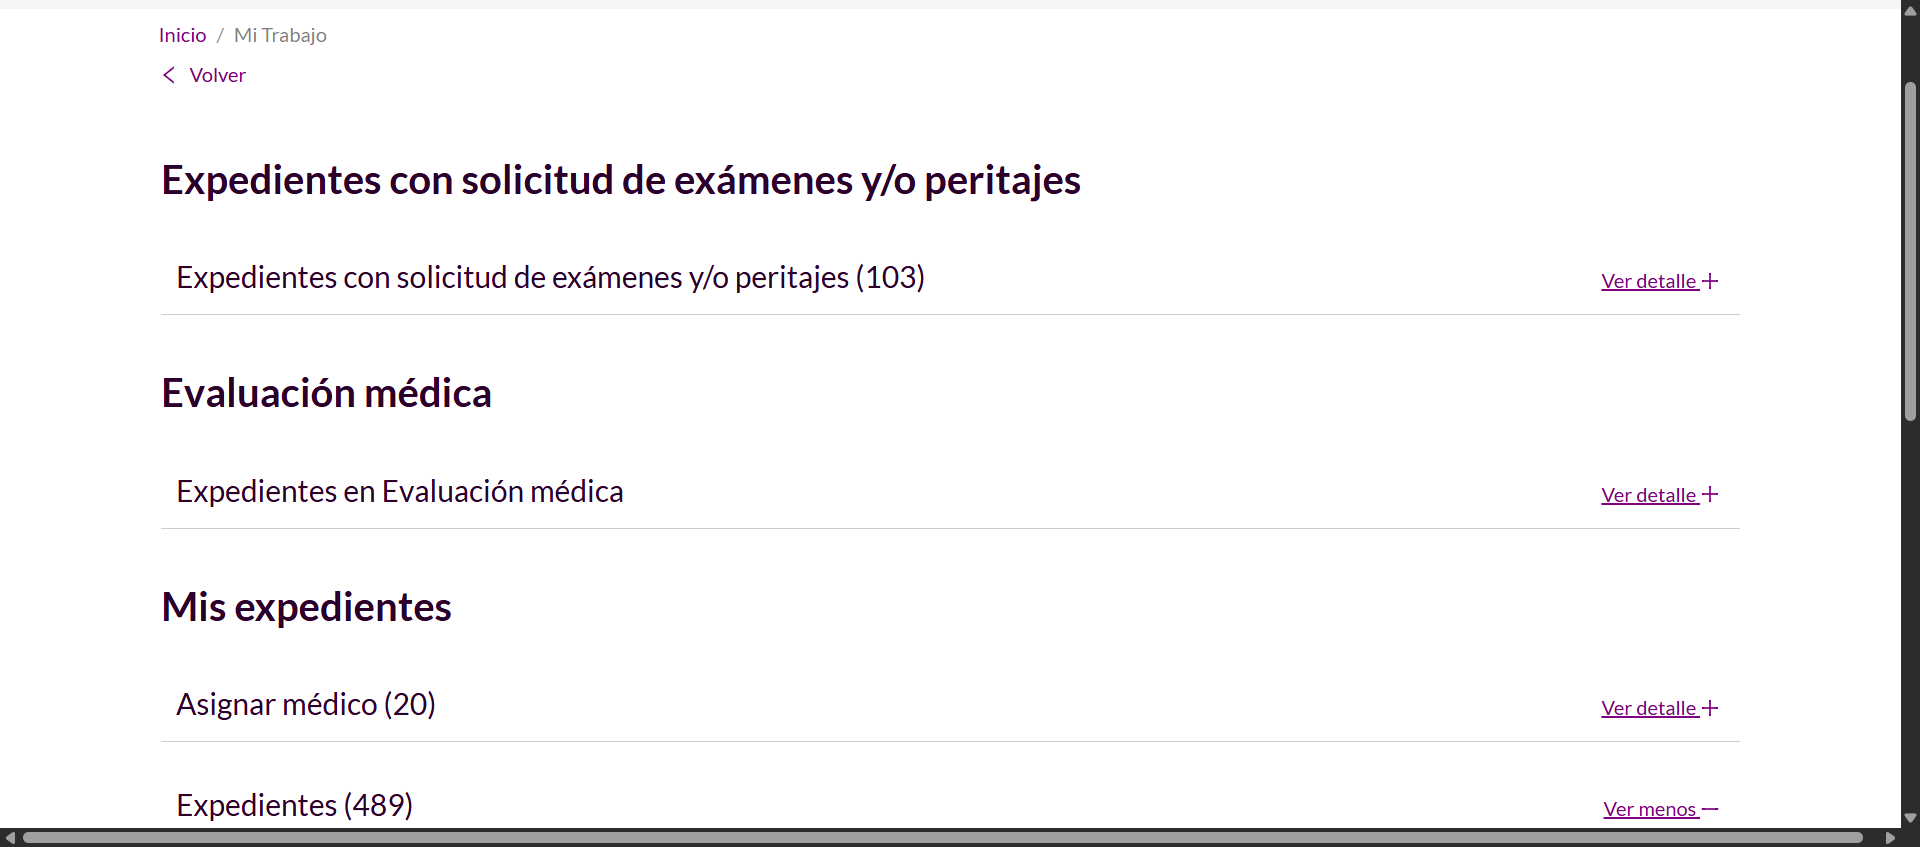 Inicio / Mi Trabajo
Volver
Expedientes con solicitud de exámenes y/o peritajes
Expedientes con solicitud de exámenes y/o peritajes (103)
Ver detalle
Evaluación médica
Expedientes en Evaluación médica
Ver detalle
Mis expedientes
Asignar médico (20)
Ver detalle
Expedientes (489)
Ver menos